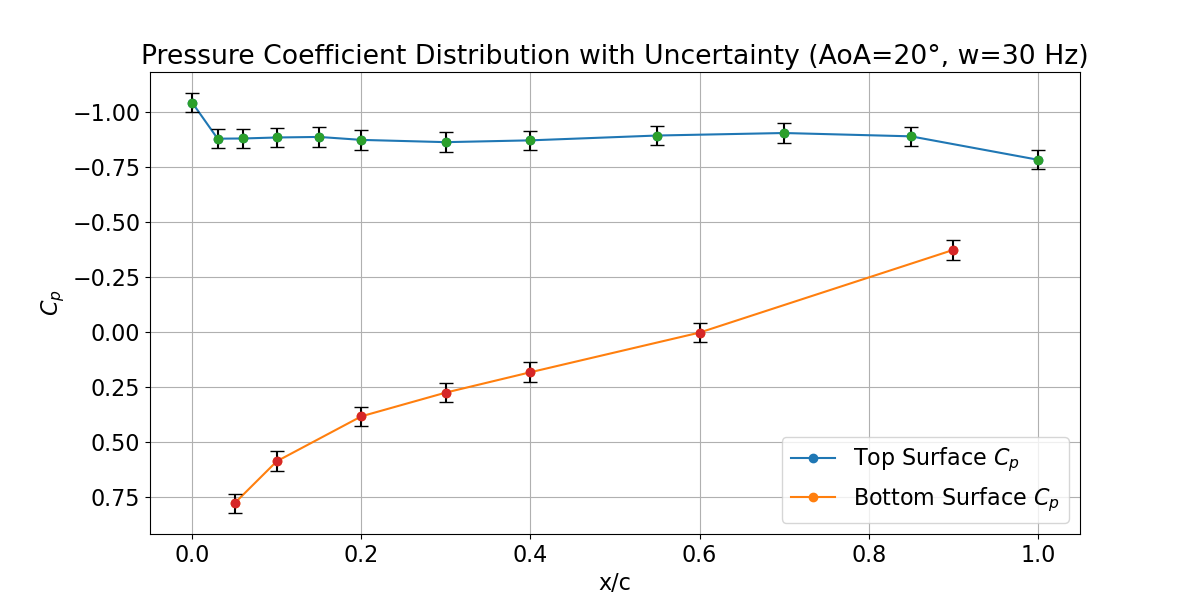 Pressure Coefficient Distribution with Uncertainty (AoA=20°, w=30 Hz)
−1.00
−0.75
−0.50
−0.25
0.00
0.25
0.50
0.75
C_p
0.0
0.2
0.4
0.6
0.8
1.0
x/c
Top Surface C_p
Bottom Surface C_p